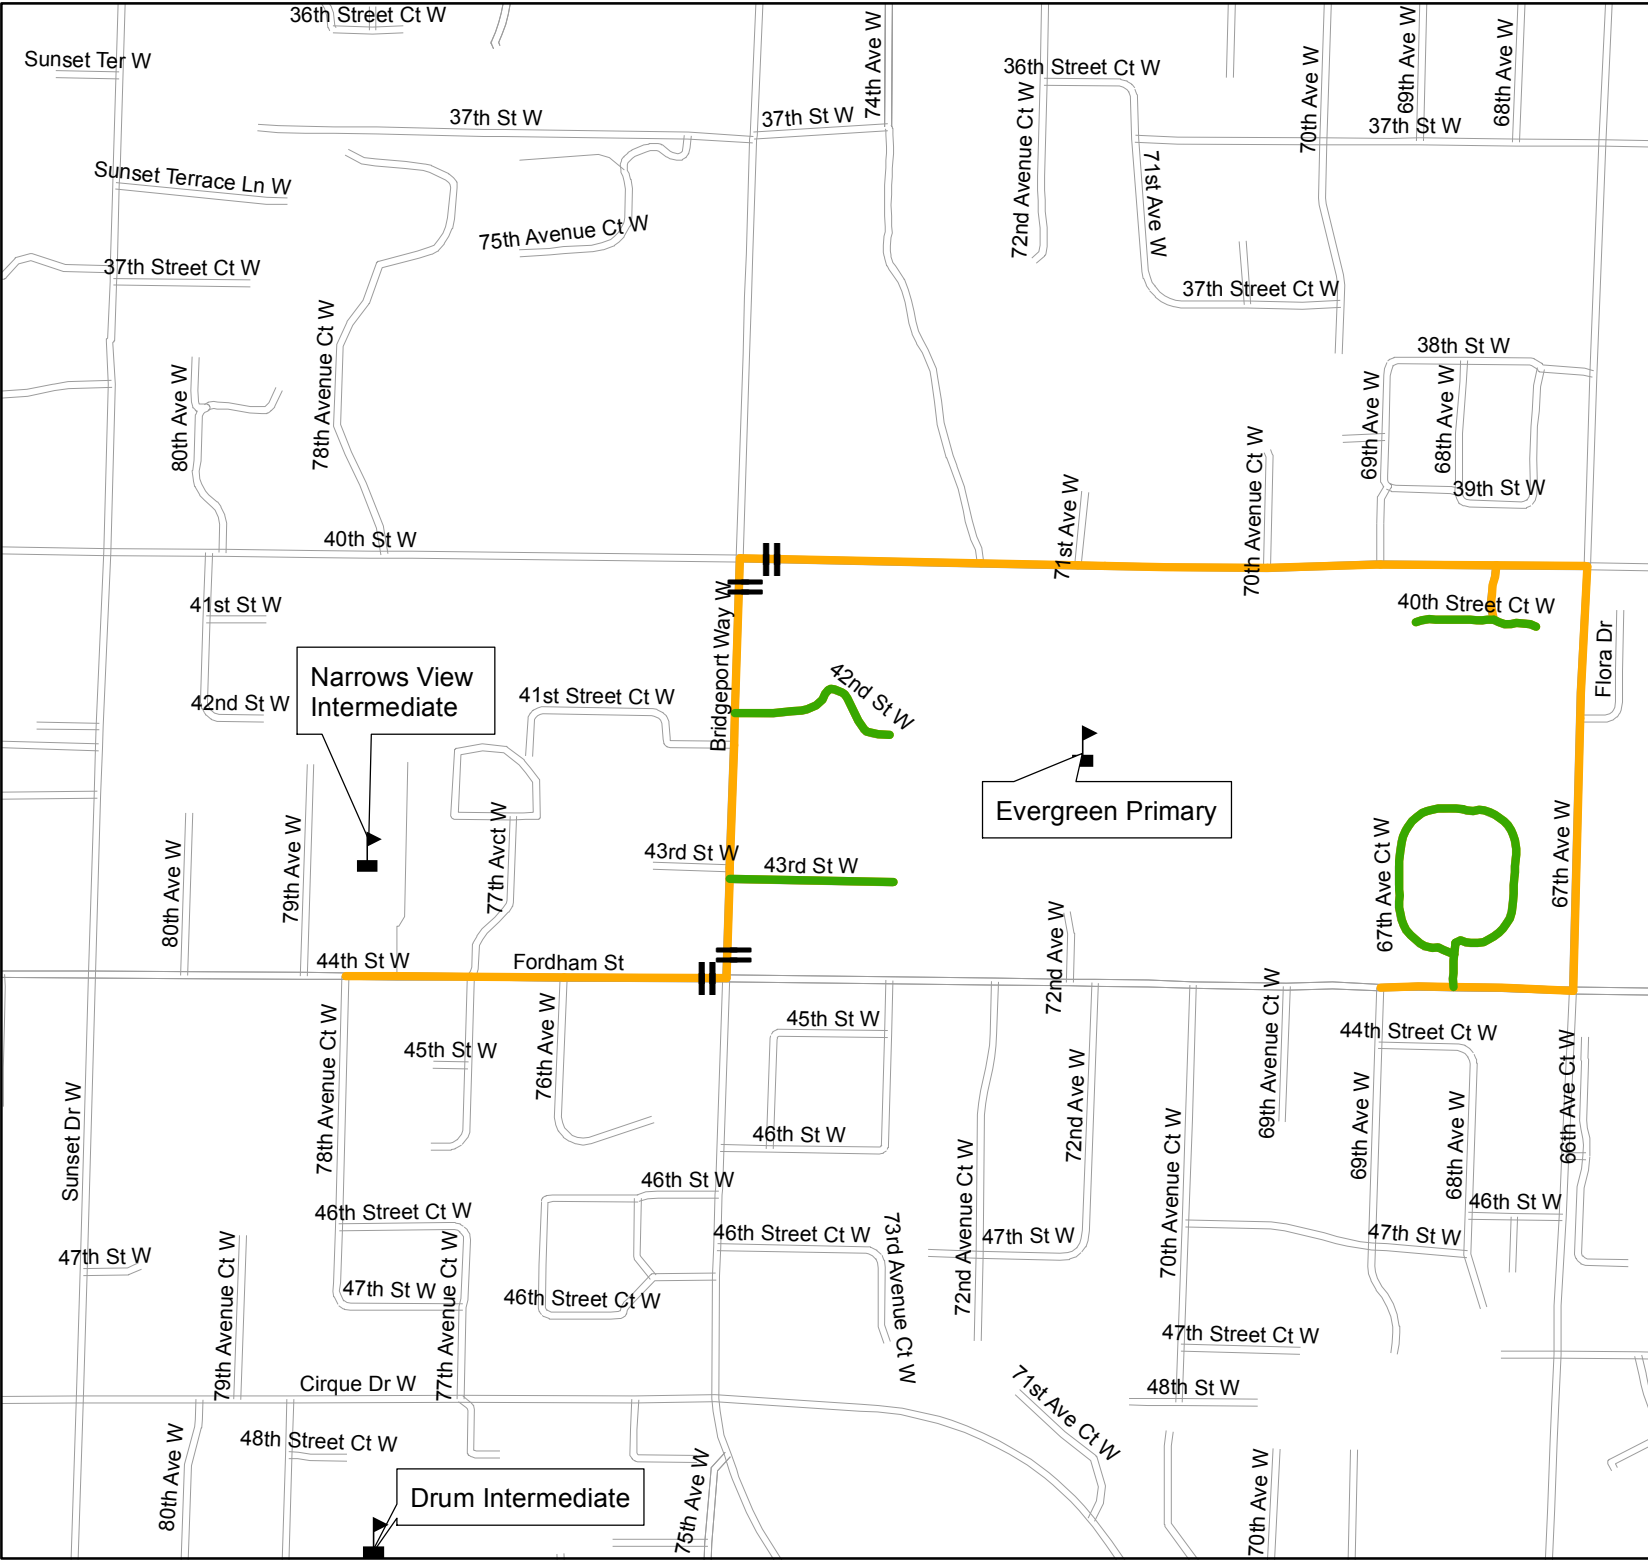 36th Street Ct W
74th Ave W
69th Ave W
68th Ave W
Sunset Ter W
36th Street Ct W
70th Ave W
37th St W
37th St W
37th St W
72nd Avenue Ct W
71st Ave W
Sunset Terrace Ln W
75th Avenue Ct W
37th Street Ct W
37th Street Ct W
78th Avenue Ct W
38th St W
80th Ave W
69th Ave W
68th Ave W
70th Avenue Ct W
71st Ave W
39th St W
40th St W
41st St W
Bridgeport Way W
40th Street Ct W
Flora Dr
Narrows View
Intermediate
42nd St W
41st Street Ct W
42nd St W
Evergreen Primary
80th Ave W
79th Ave W
77th Avct W
43rd St W
43rd St W
67th Ave Ct W
67th Ave W
72nd Ave W
44th St W
Fordham St
69th Avenue Ct W
78th Avenue Ct W
76th Ave W
45th St W
45th St W
44th Street Ct W
66th Ave Ct W
Sunset Dr W
72nd Ave W
69th Ave W
68th Ave W
70th Avenue Ct W
46th St W
72nd Avenue Ct W
46th St W
46th St W
46th Street Ct W
46th Street Ct W
73rd Avenue Ct W
47th St W
47th St W
47th St W
79th Avenue Ct W
77th Avenue Ct W
47th St W
46th Street Ct W
47th Street Ct W
Cirque Dr W
71st Ave Ct W
48th St W
80th Ave W
48th Street Ct W
75th Ave W
70th Ave W
Drum Intermediate